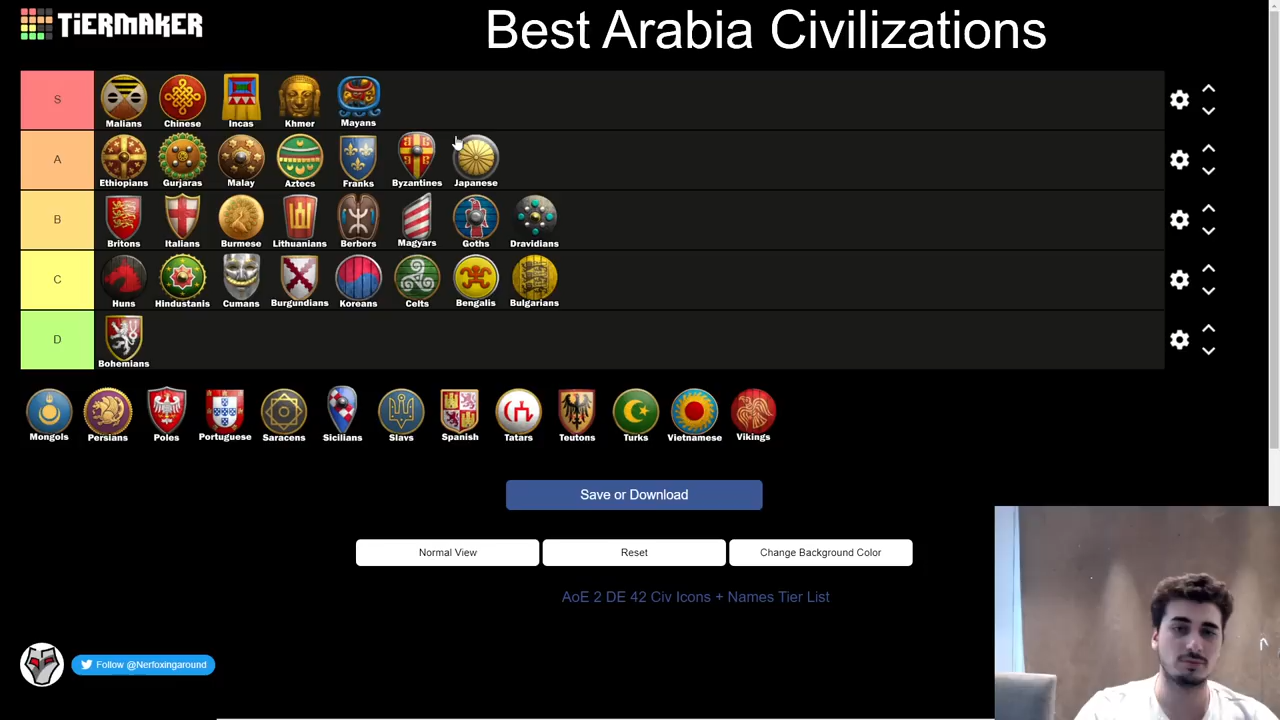 TIERMAKER
Best Arabia Civilizations
S
Malians Chinese Incas Khmer Mayans
A
Ethiopians Gurjaras Malay Aztecs Franks Byzantines Japanese
B
Britons Italians Burmese Lithuanians Berbers Magyars Goths Dravidians
C
Huns Hindustanis Cumans Burgundians Koreans Celts Bengalis Bulgarians
D
Bohemians
Mongols Persians Poles Portuguese Saracens Sicilians Slavs Spanish Tatars Teutons Turks Vietnamese Vikings
Save or Download
Normal View Reset Change Background Color
AoE 2 DE 42 Civ Icons + Names Tier List
Follow @Nerfoxingaround